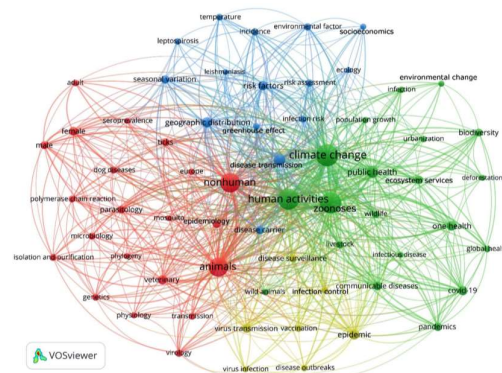 temperature
leptospirosis
incidence
environmental factor
socioeconomics
leishmaniasis
ecology
adult
seasonal variation
risk factors
risk assessment
environmental change
infection
seroprevalence
geographic distribution
infection risk
population growth
greenhouse effect
female
biodiversity
male
ticks
urbanization
disease transmission
climate change
dog diseases
europe
public health
deforestation
nonhuman
ecosystem services
polymerase chain reaction
human activities
parasitology
zoonoses
wildlife
mosquito
epidemiology
one health
microbiology
disease carrier
livestock
global heal
isolation and purification
phylogeny
disease surveillance
infectious disease
animals
veterinary
wild animals
infection control
communicable diseases
covid-19
genetics
physiology
transmission
virus transmission
vaccination
epidemic
pandemics
virology
virus infection
disease outbreaks
VOSviewer